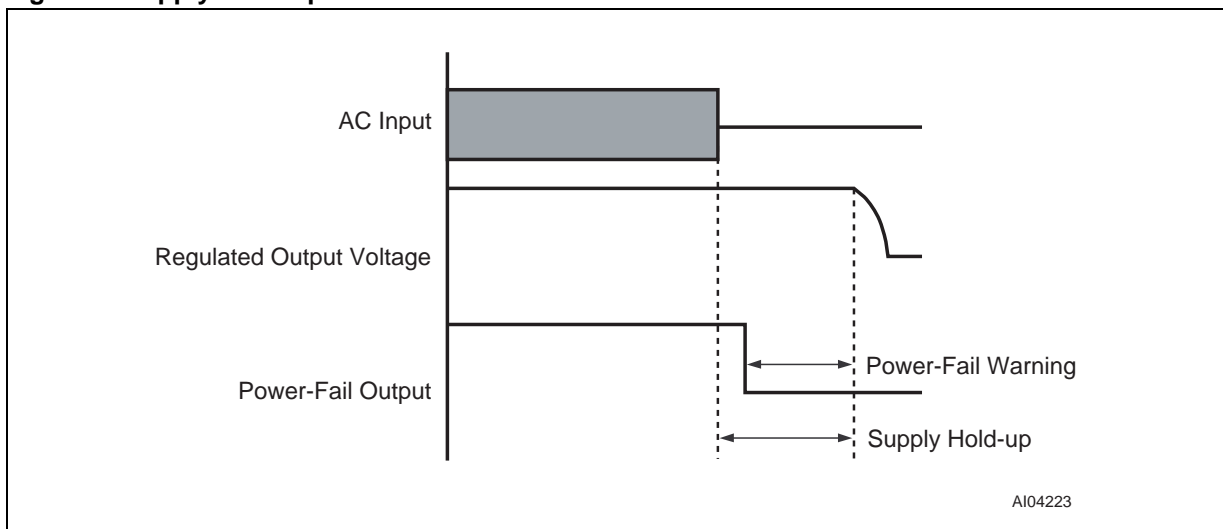 AC Input
Regulated Output Voltage
Power-Fail Output
Power-Fail Warning
Supply Hold-up
AI04223